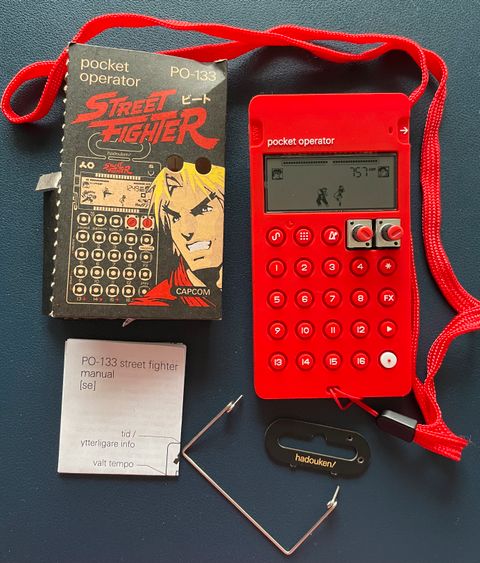 pocket
operator
PO-133
STREET
FIGHTER
ビート
hadouken/
CAPCOM
pocket operator
757
1
2
3
4
5
6
7
8
FX
9
10
11
12
13
14
15
16
PO-133 street fighter
manual
[se]
tid /
ytterligare info
valt tempo
hadouken/